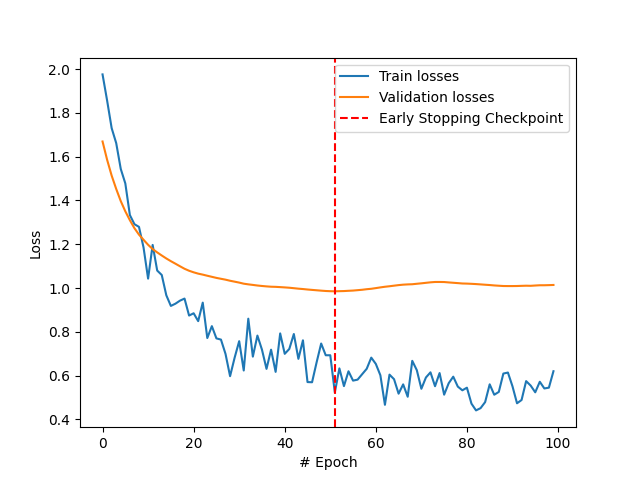 Train losses
Validation losses
Early Stopping Checkpoint
Loss
2.0
1.8
1.6
1.4
1.2
1.0
0.8
0.6
0.4
0 20 40 60 80 100
# Epoch